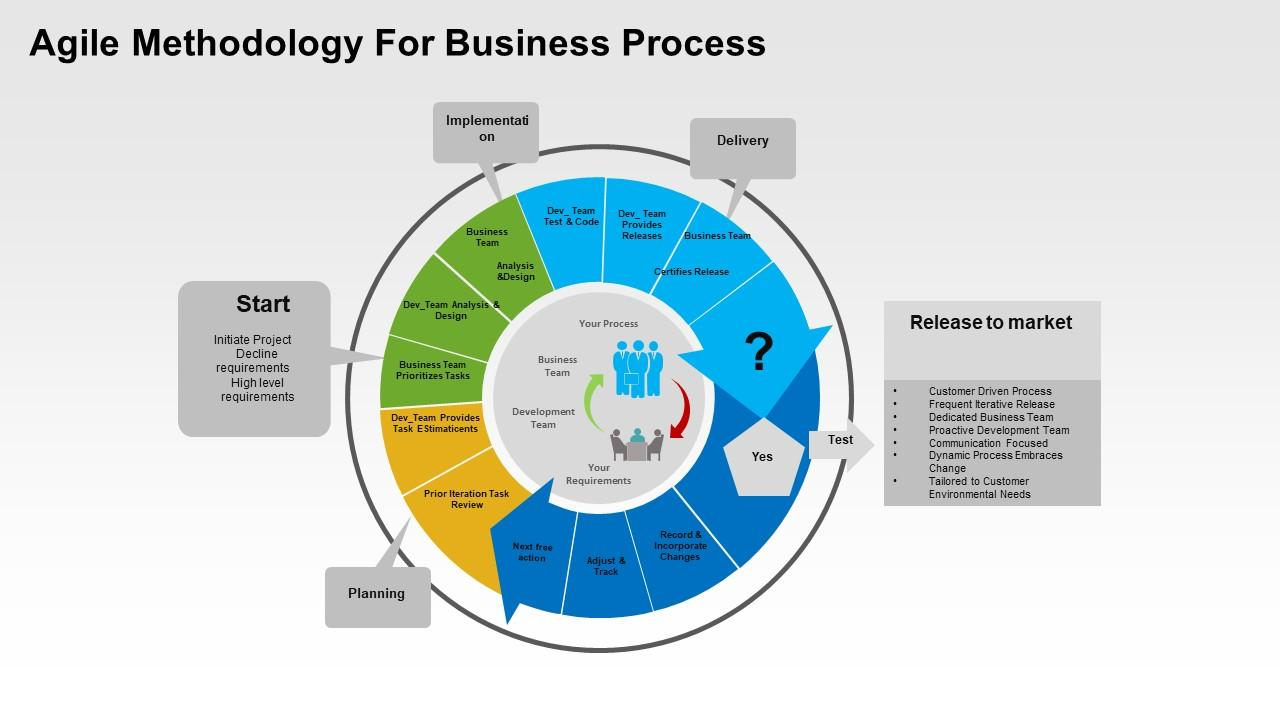 Agile Methodology For Business Process
Implementati
on
Delivery
Start
Initiate Project
Decline
requirements
High level
requirements
Planning
Dev_ Team
Test & Code
Dev_ Team
Provides
Releases
Business Team
Certifies Release
?
Business
Team
Analysis
&Design
Dev_Team Analysis &
Design
Business Team
Prioritizes Tasks
Dev_Team Provides
Task EStimaticents
Prior Iteration Task
Review
Next free
action
Adjust &
Track
Record &
Incorporate
Changes
Yes
Test
Your Process
Business
Team
Development
Team
Your
Requirements
Release to market
• Customer Driven Process
• Frequent Iterative Release
• Dedicated Business Team
• Proactive Development Team
• Communication Focused
• Dynamic Process Embraces
Change
• Tailored to Customer
Environmental Needs